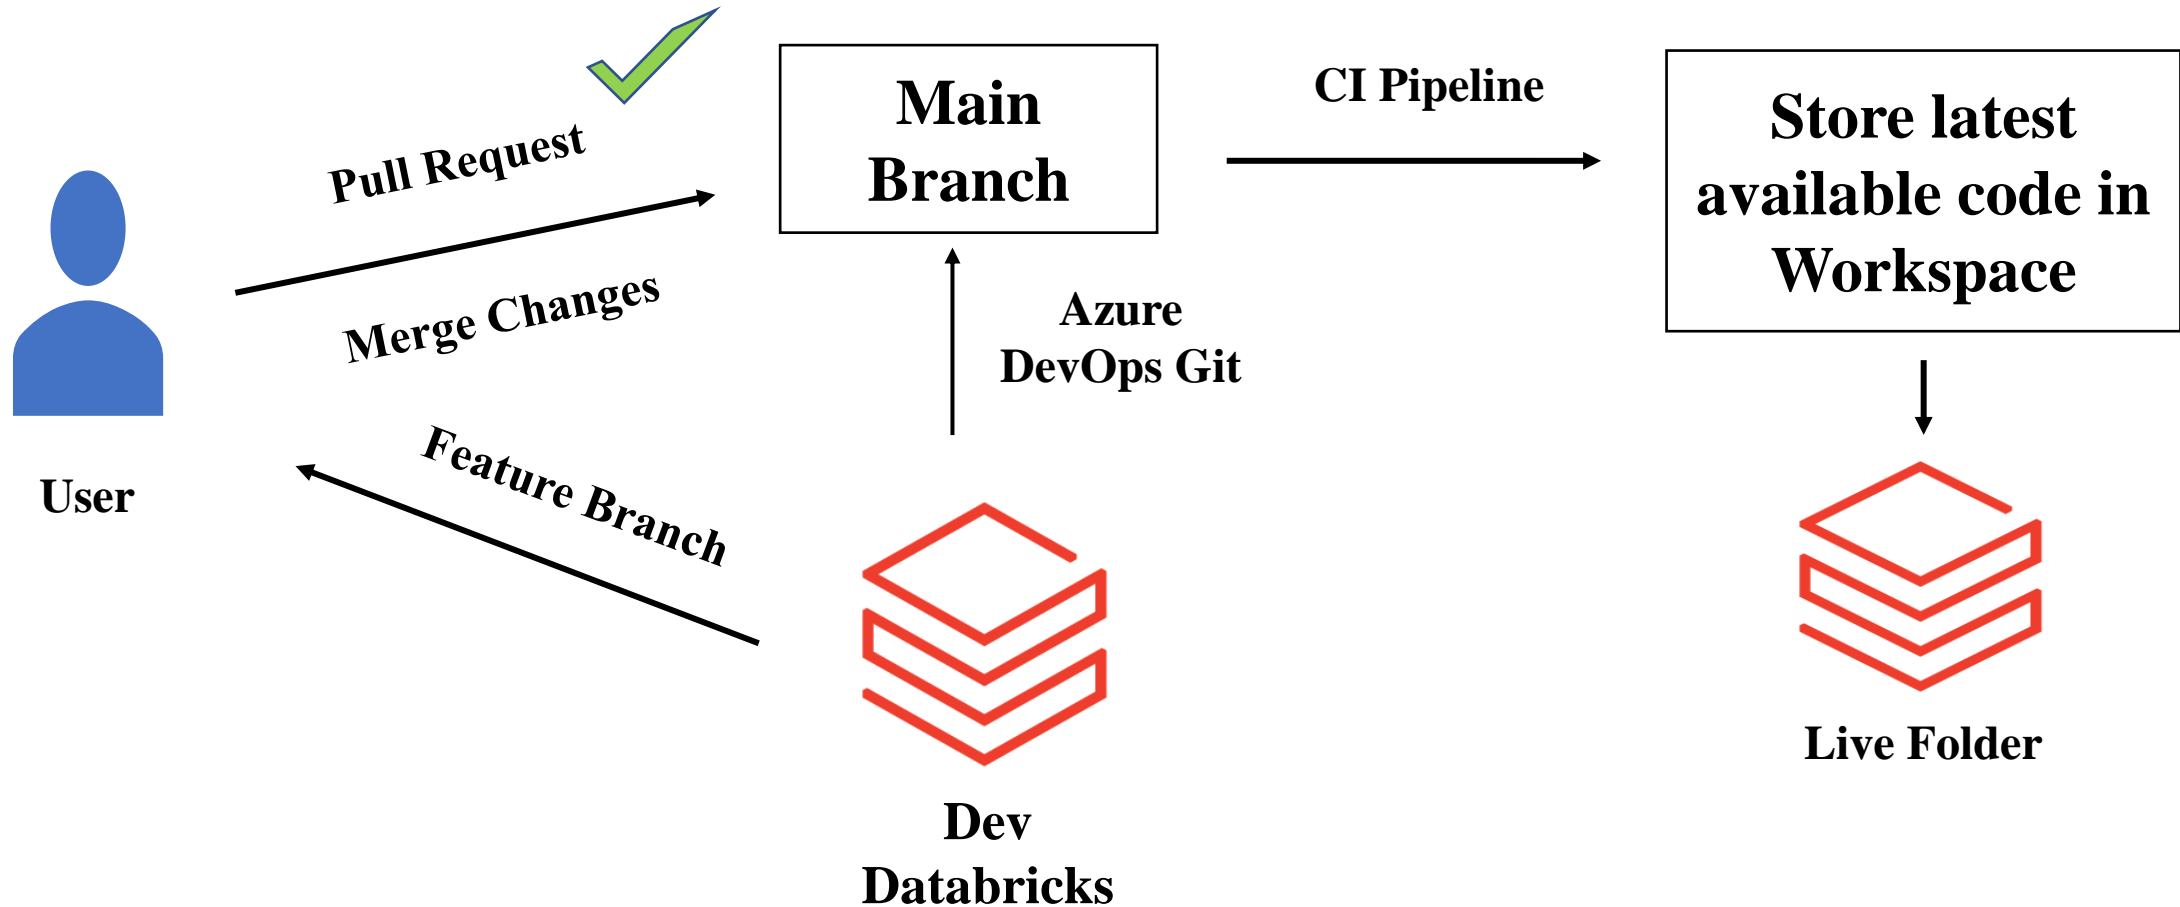 Pull Request
Merge Changes
Feature Branch
User
Main
Branch
Azure
DevOps Git
Dev
Databricks
CI Pipeline
Store latest
available code in
Workspace
Live Folder